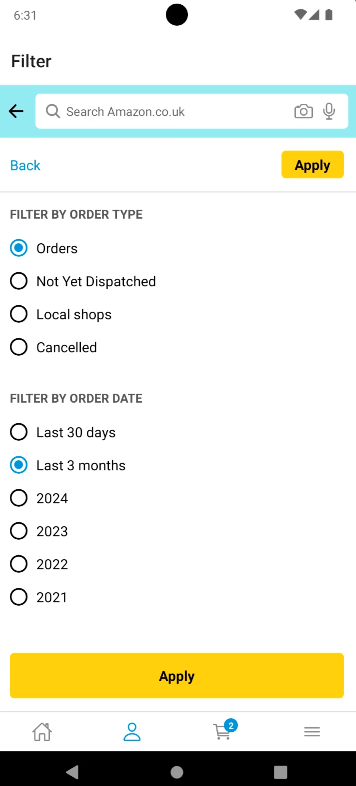 6:31
Filter
Search Amazon.co.uk
Back
Apply
FILTER BY ORDER TYPE
Orders
Not Yet Dispatched
Local shops
Cancelled
FILTER BY ORDER DATE
Last 30 days
Last 3 months
2024
2023
2022
2021
Apply
2